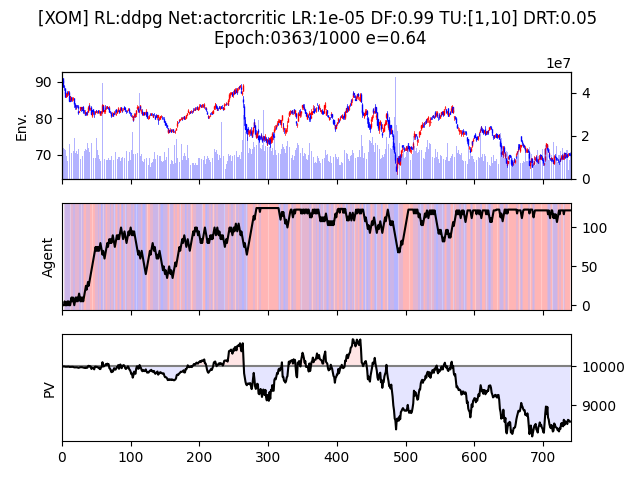 [XOM] RL:ddpg Net:actorcritic LR:1e-05 DF:0.99 TU:[1,10] DRT:0.05
Epoch:0363/1000 e=0.64
1e7
90
80
70
Env.
4
2
0
Agent
100
50
0
PV
10000
9000
0 100 200 300 400 500 600 700